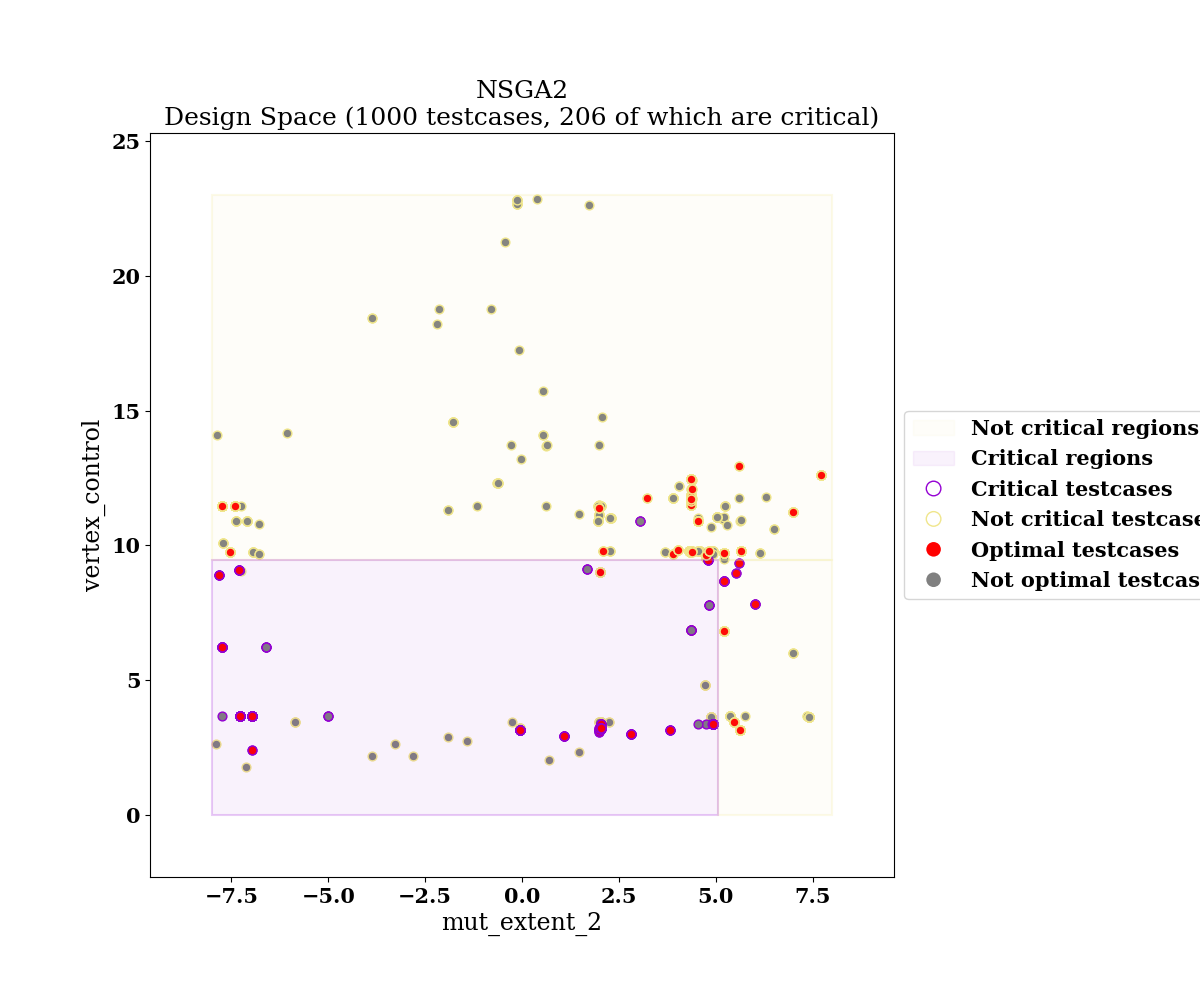 NSGA2
Design Space (1000 testcases, 206 of which are critical)
25
20
15
10
5
0
vertex_control
−7.5
−5.0
−2.5
0.0
2.5
5.0
7.5
mut_extent_2
Not critical regions
Critical regions
Critical testcases
Not critical testcase
Optimal testcases
Not optimal testcas